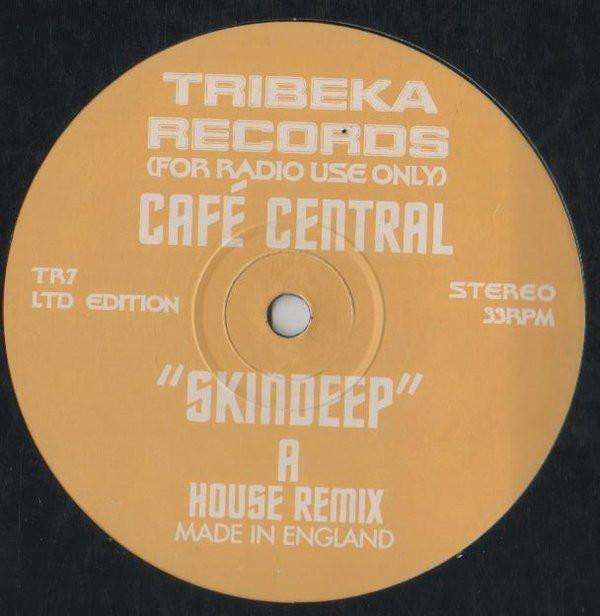 TRIBEKA
RECORDS
(FOR RADIO USE ONLY)
CAFÉ CENTRAL
TR7
LTD EDITION
STEREO
33RPM
"SKINDEEP"
A
HOUSE REMIX
MADE IN ENGLAND